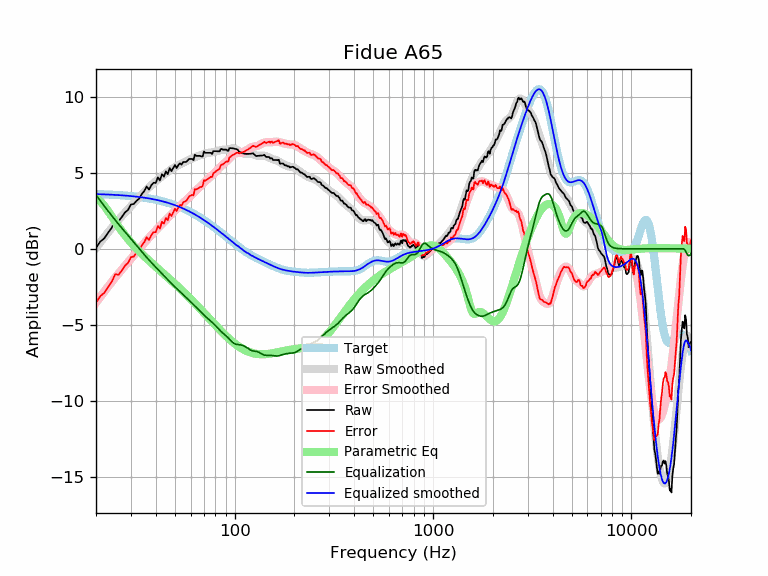 Fidue A65
Amplitude (dBr)
10
5
0
−5
−10
−15
Target
Raw Smoothed
Error Smoothed
Raw
Error
Parametric Eq
Equalization
Equalized smoothed
100 1000 10000
Frequency (Hz)